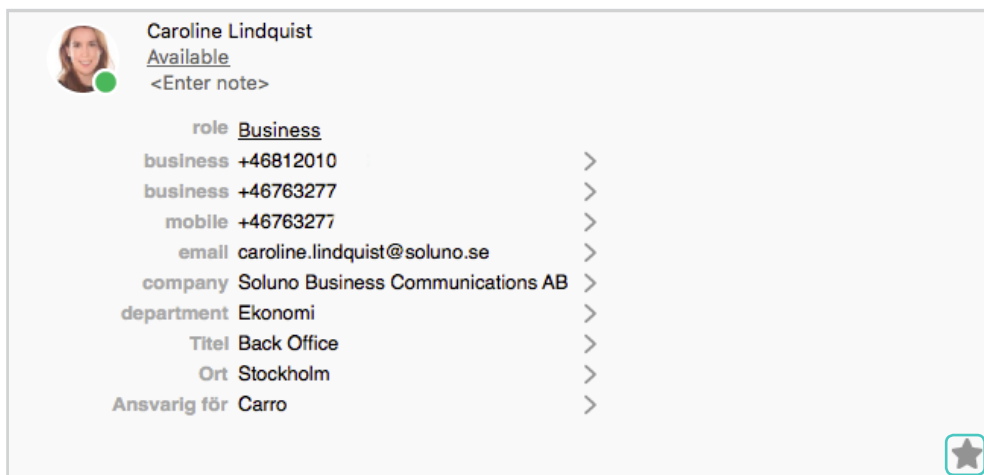 Caroline Lindquist
Available
<Enter note>
role Business
business +46812010
business +46763277
mobile +46763277
email caroline.lindquist@soluno.se
company Soluno Business Communications AB
department Ekonomi
Titel Back Office
Ort Stockholm
Ansvarig för Carro